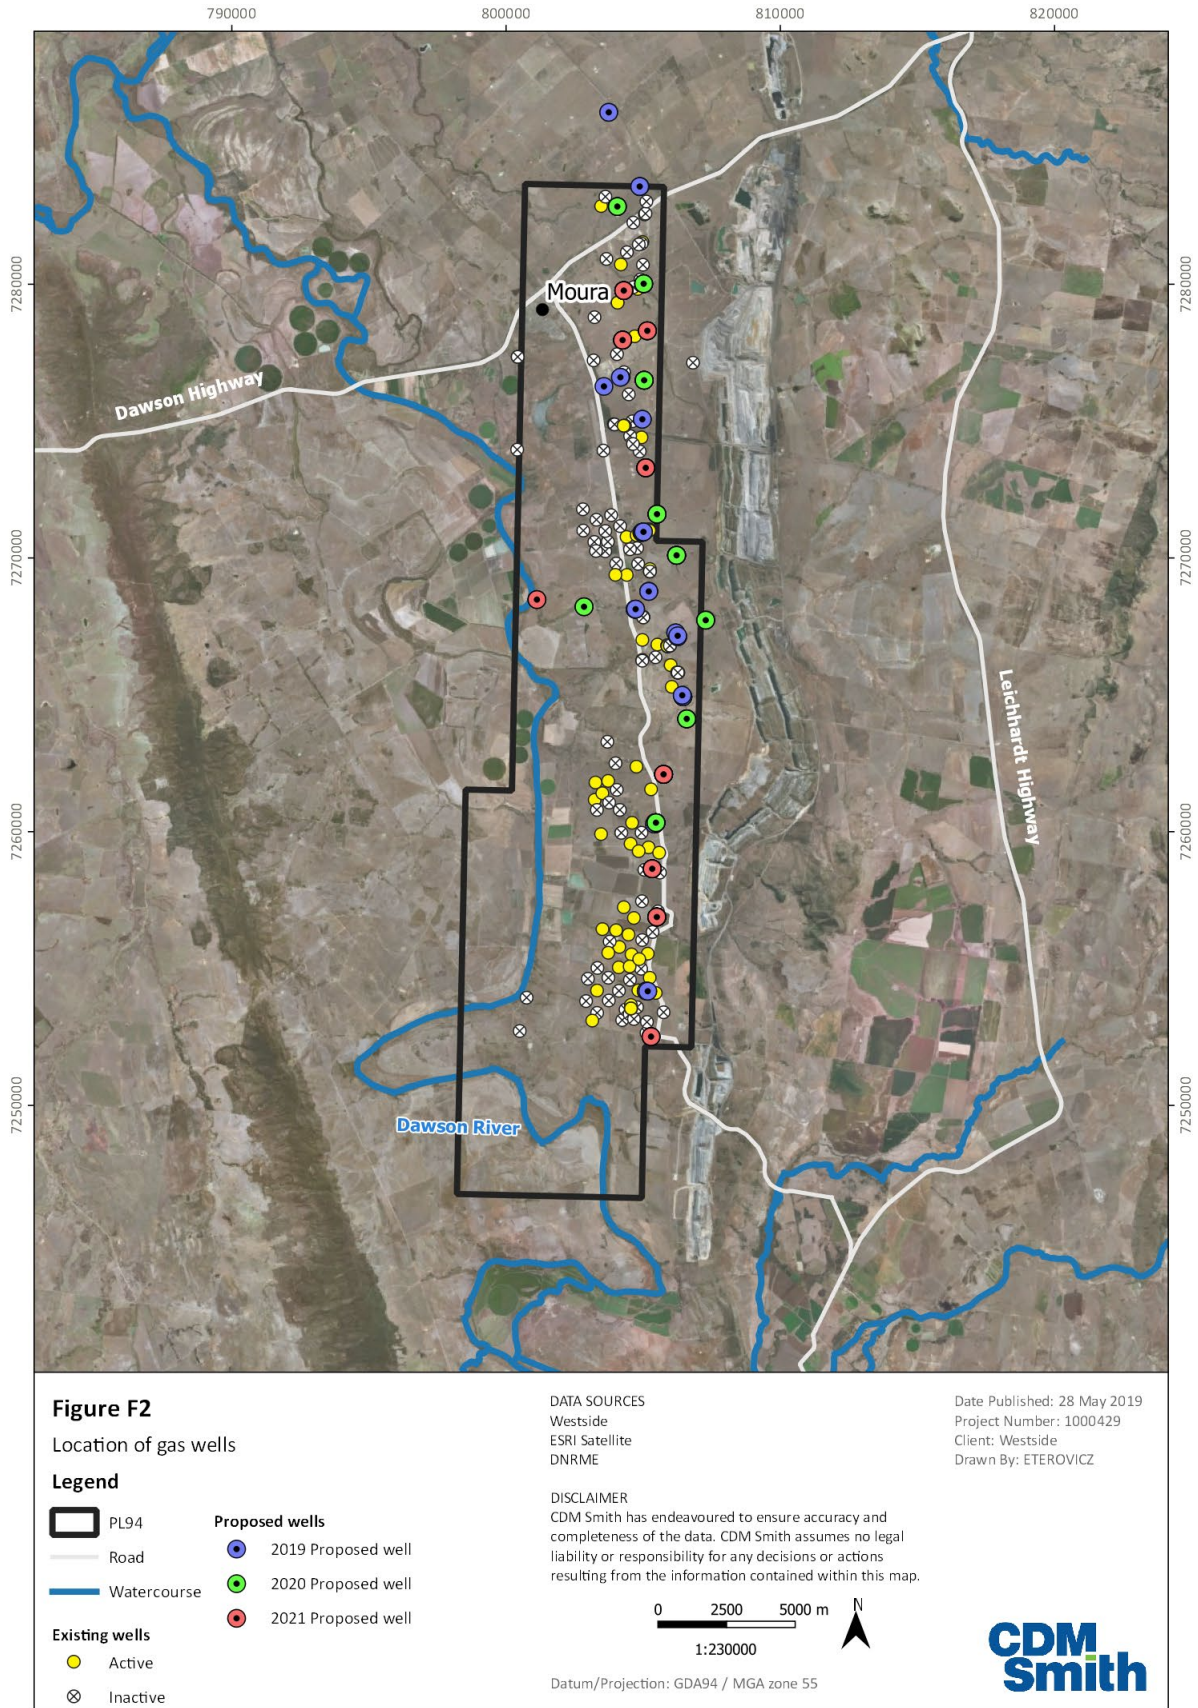 790000
800000
810000
820000
7280000
7280000
7270000
7270000
7260000
7260000
7250000
7250000
Moura
Dawson Highway
Leichhardt Highway
Dawson River
Figure F2
Location of gas wells
Legend
PL94
Road
Watercourse
Existing wells
Active
Inactive
Proposed wells
2019 Proposed well
2020 Proposed well
2021 Proposed well
DATA SOURCES
Westside
ESRI Satellite
DNRME
DISCLAIMER
CDM Smith has endeavoured to ensure accuracy and
completeness of the data. CDM Smith assumes no legal
liability or responsibility for any decisions or actions
resulting from the information contained within this map.
0 2500 5000 m N
1:230000
Datum/Projection: GDA94 / MGA zone 55
Date Published: 28 May 2019
Project Number: 1000429
Client: Westside
Drawn By: ETEROVICZ
CDM
Smith